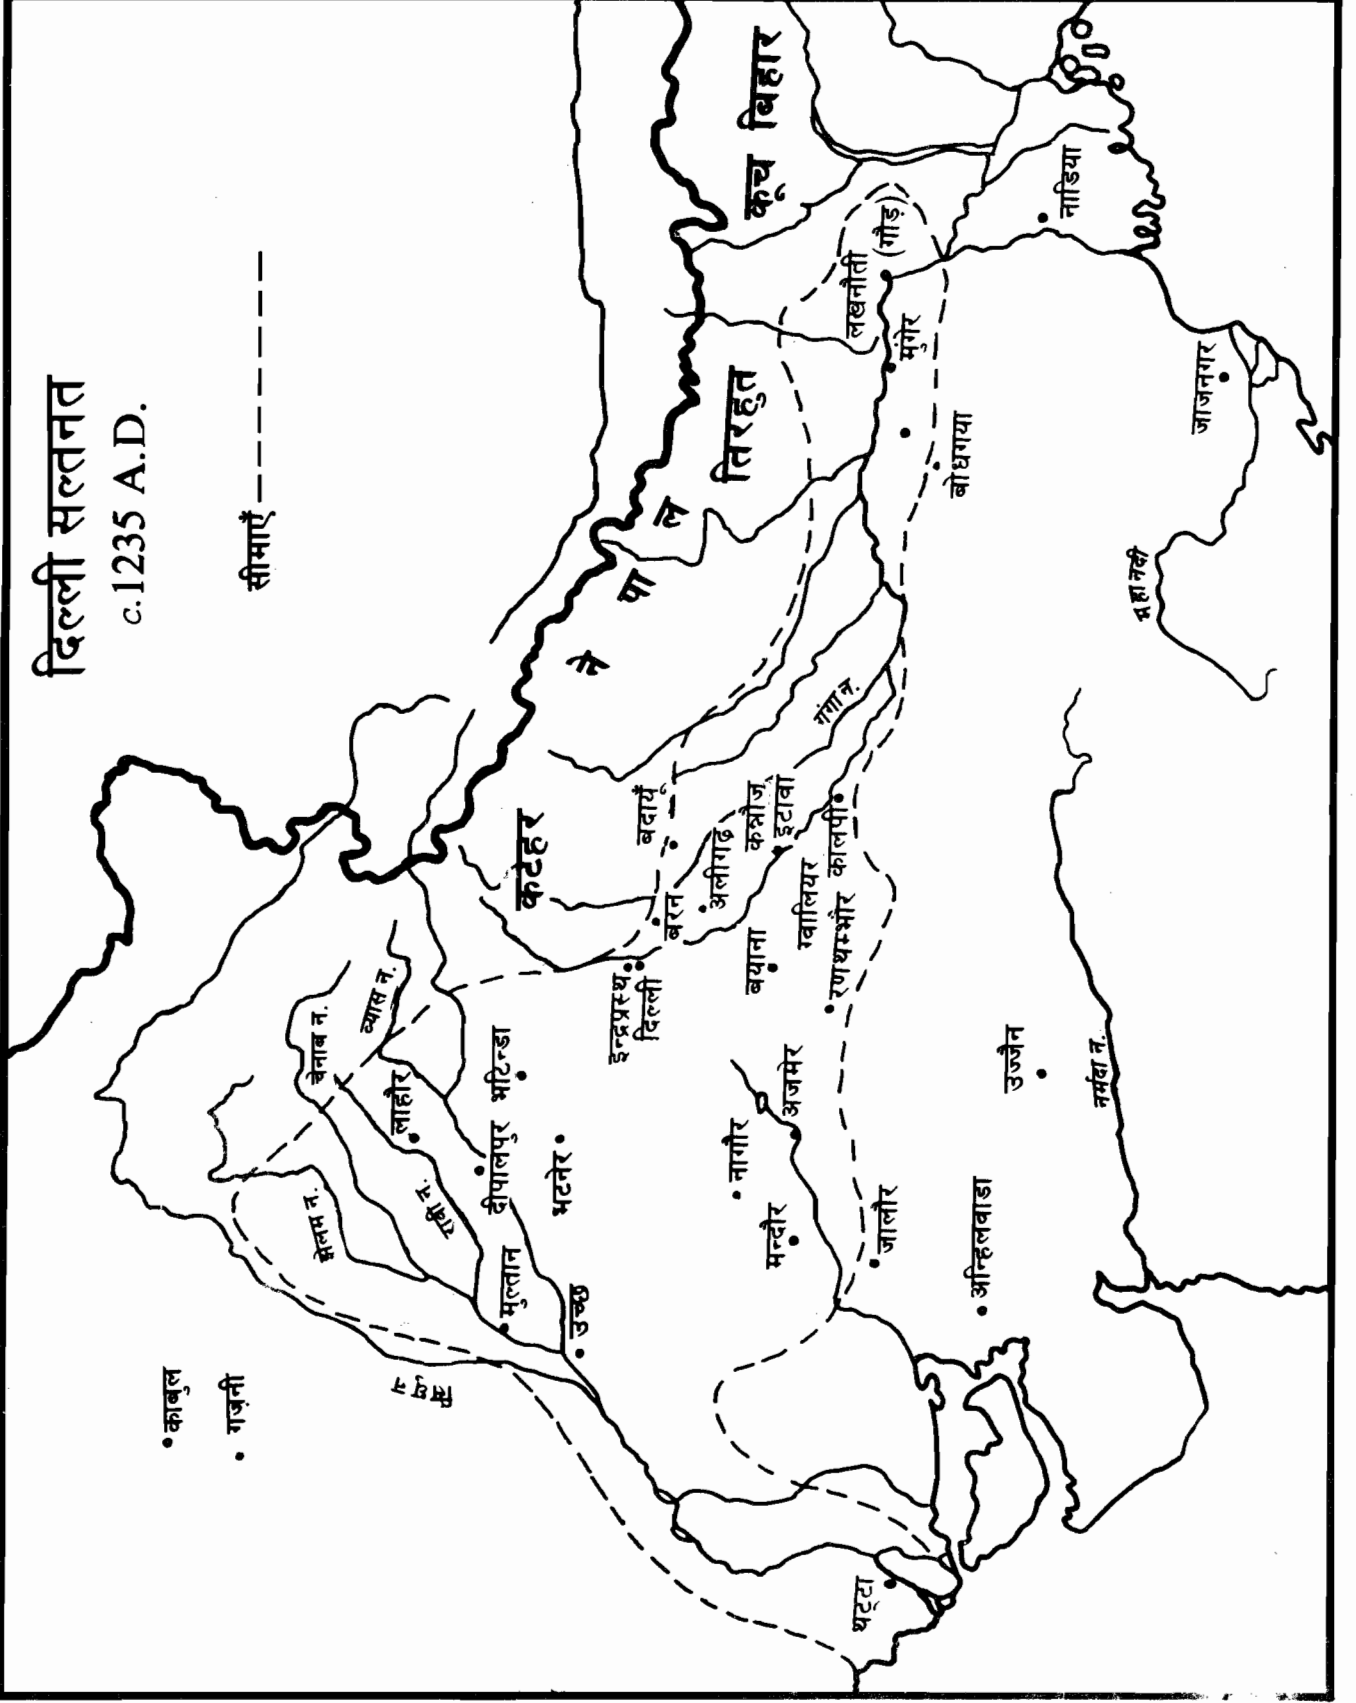 दिल्ली सल्तनत
c.1235 A.D.
सीमाएँ
काबुल
गज़नी
झेलम न.
चेनाब न.
व्यास न.
रावी न.
लाहौर
दीपालपुर
भटिन्डा
मुल्तान
भटनेर
उच्छ
कटेहर
ने पा ल
तिरहुत
कूच बिहार
इन्द्रप्रस्थ
दिल्ली
बरन
बदायूँ
अलीगढ़
कन्नौज
इटावा
गंगा न.
बयाना
ग्वालियर
कालपी
रणथम्भौर
नागौर
अजमेर
मन्दौर
जालौर
लखनौती
(गौड़)
मुंगेर
बोधगया
नाडिया
जाजनगर
महानदी
उज्जैन
नर्मदा न.
अन्हिलवाडा
थट्टा